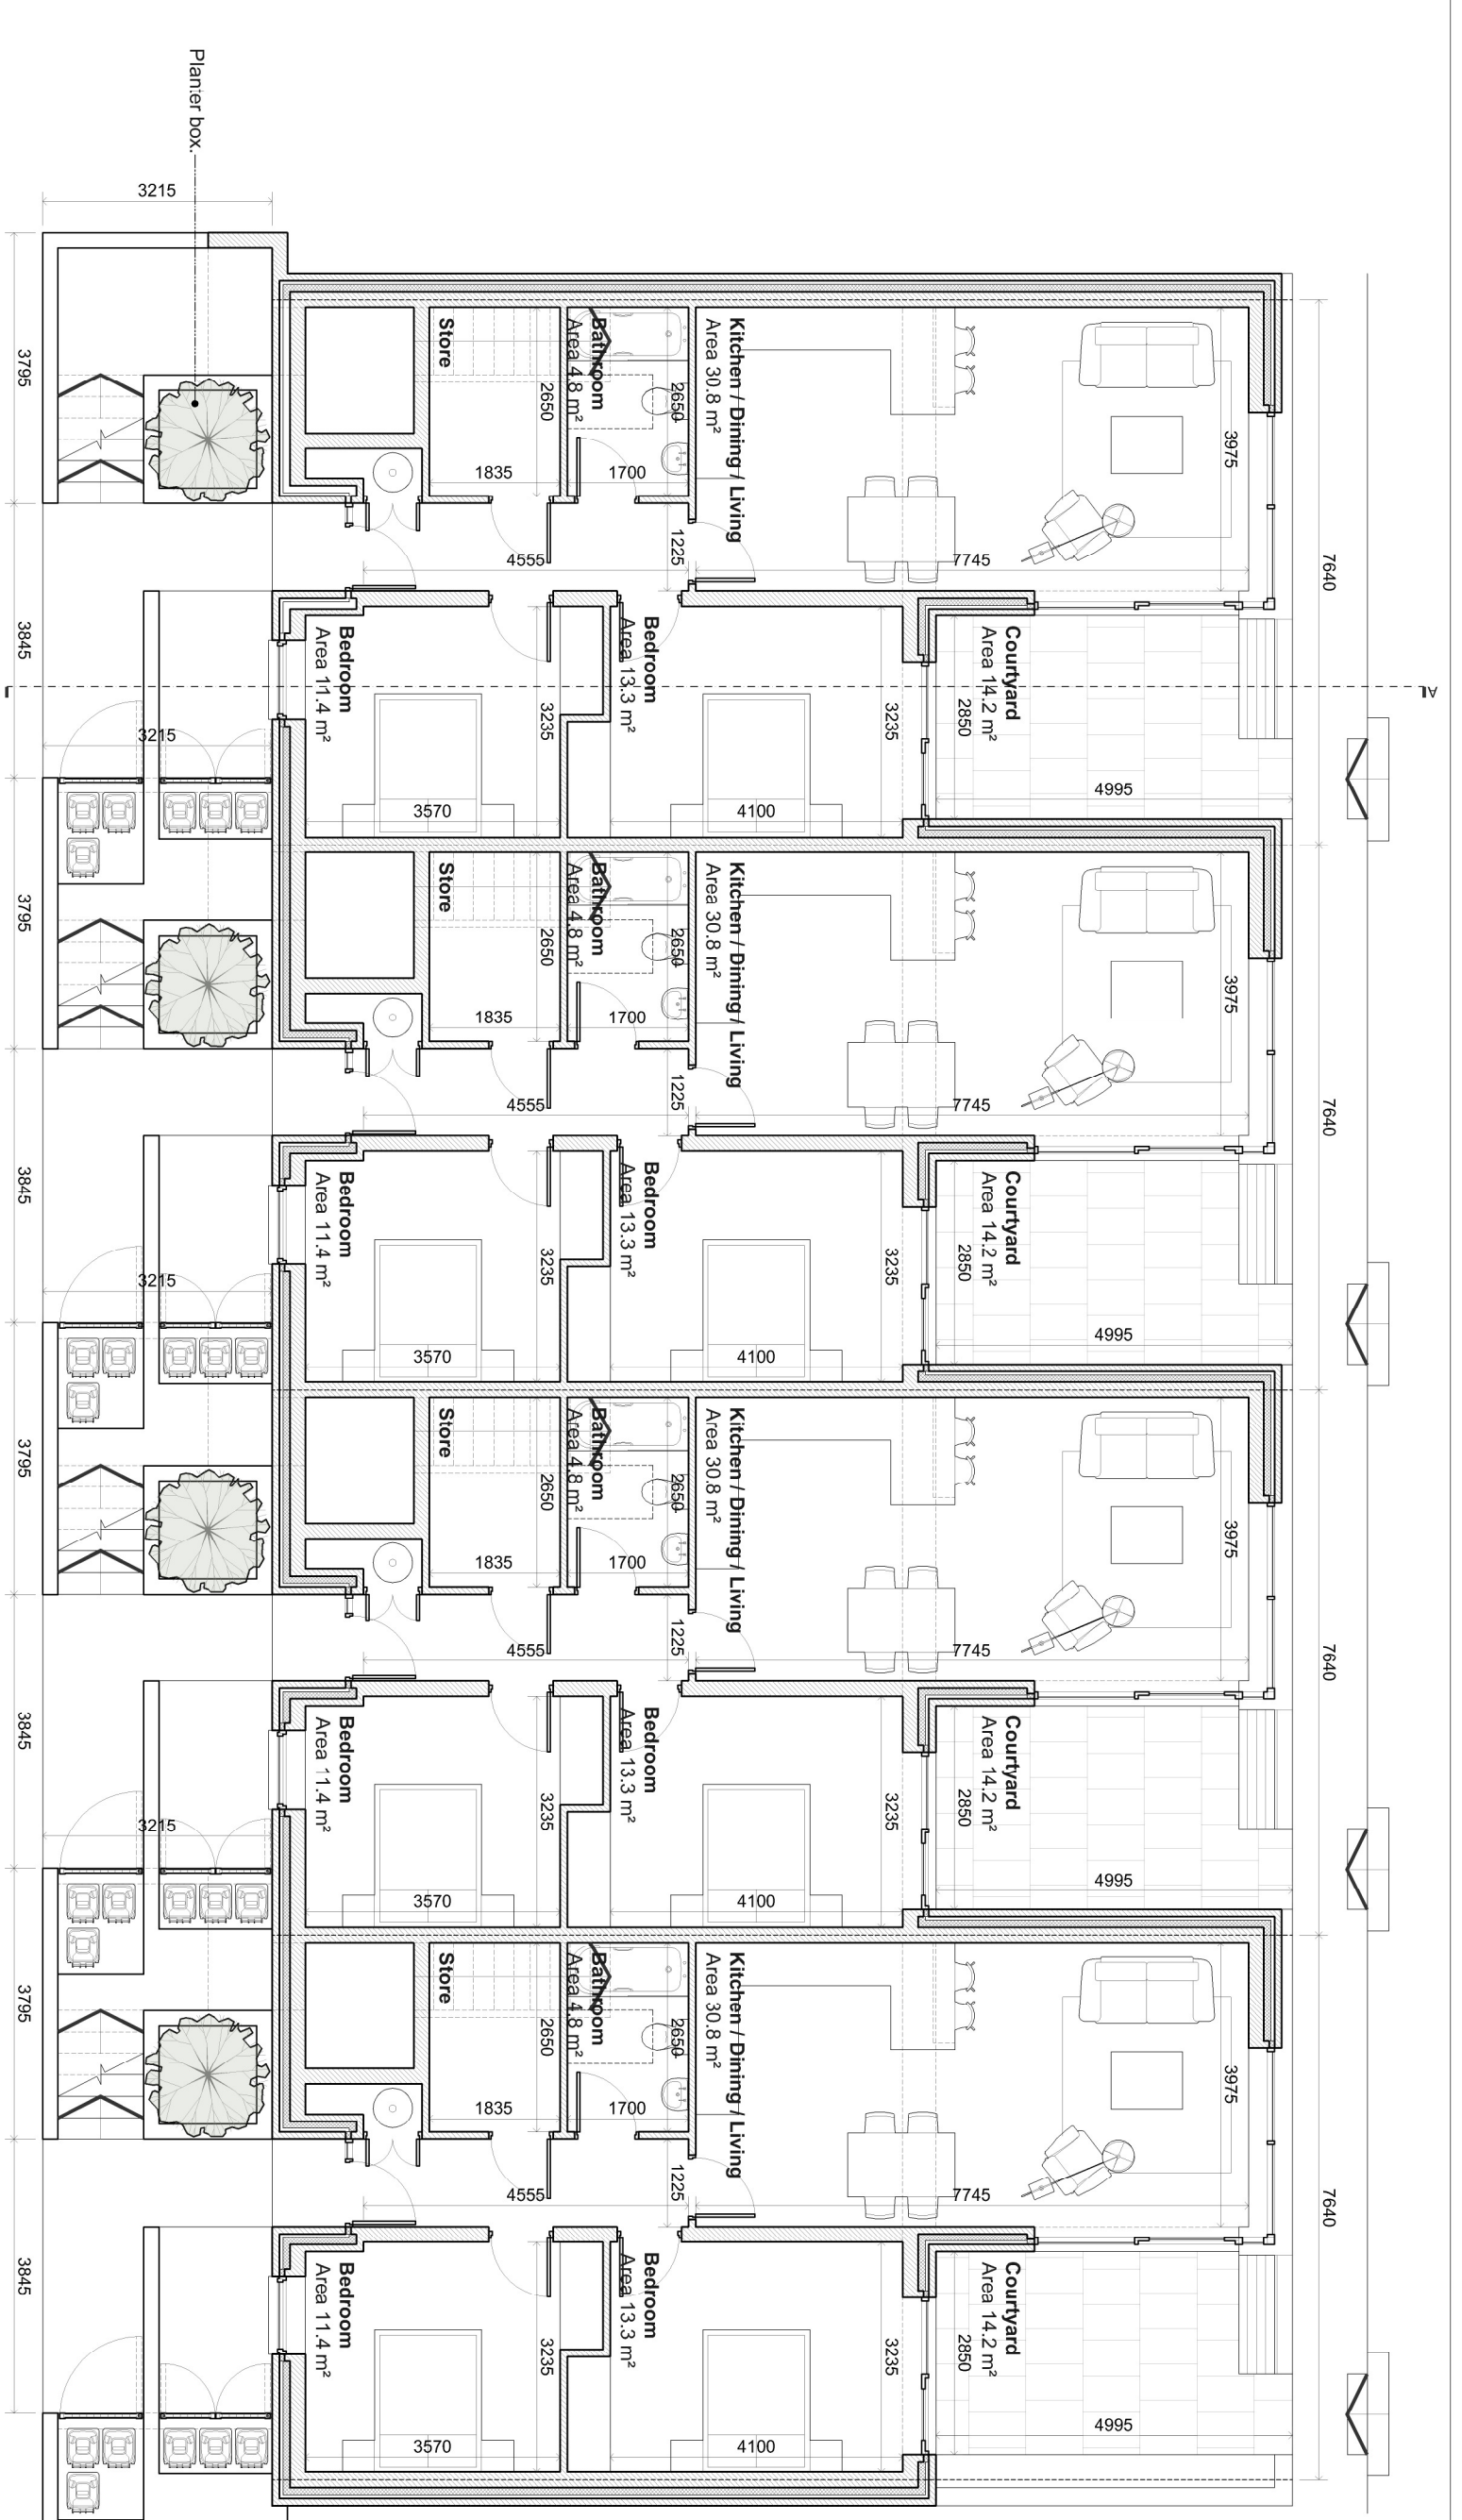 Planter box.
3215
3795
3845
3795
3845
3795
3845
3795
3845
7640
7640
7640
7640
Kitchen / Dining / Living
Area 30.8 m²
3975
7745
Bathroom
Area 4.8 m²
2650
1700
Store
2650
1835
4555
1225
Bedroom
Area 11.4 m²
3235
3570
Bedroom
Area 13.3 m²
3235
4100
Courtyard
Area 14.2 m²
2850
4995
3215
Kitchen / Dining / Living
Area 30.8 m²
3975
7745
Bathroom
Area 4.8 m²
2650
1700
Store
2650
1835
4555
1225
Bedroom
Area 11.4 m²
3235
3570
Bedroom
Area 13.3 m²
3235
4100
Courtyard
Area 14.2 m²
2850
4995
3215
Kitchen / Dining / Living
Area 30.8 m²
3975
7745
Bathroom
Area 4.8 m²
2650
1700
Store
2650
1835
4555
1225
Bedroom
Area 11.4 m²
3235
3570
Bedroom
Area 13.3 m²
3235
4100
Courtyard
Area 14.2 m²
2850
4995
3215
Kitchen / Dining / Living
Area 30.8 m²
3975
7745
Bathroom
Area 4.8 m²
2650
1700
Store
2650
1835
4555
1225
Bedroom
Area 11.4 m²
3235
3570
Bedroom
Area 13.3 m²
3235
4100
Courtyard
Area 14.2 m²
2850
4995